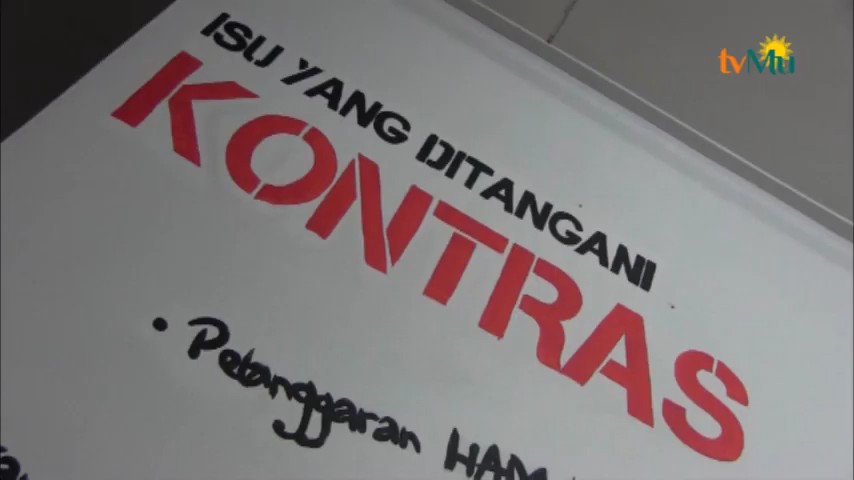 tvMu
ISU YANG DITANGANI
KONTRAS
• Pelanggaran HAM